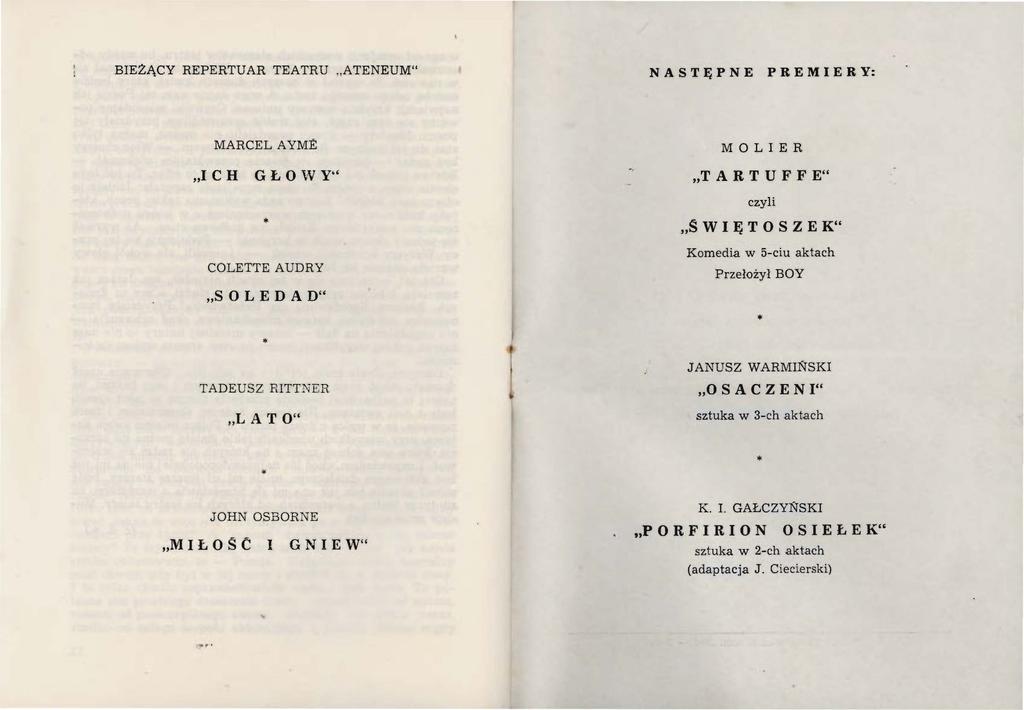 BIEŻĄCY REPERTUAR TEATRU „ATENEUM“
MARCEL AYMÉ
„ICH GŁOWY“
*
COLETTE AUDRY
„SOLEDAD“
*
TADEUSZ RITTNER
„LATO“
*
JOHN OSBORNE
„MIŁOŚĆ I GNIEW“
NASTĘPNE PREMIERY:
MOLIER
„TARTUFFE“
czyli
„ŚWIĘTOSZEK“
Komedia w 5-ciu aktach
Przełożył BOY
*
JANUSZ WARMIŃSKI
„OSACZENI“
sztuka w 3-ch aktach
*
K. I. GAŁCZYŃSKI
„PORFIRION OSIEŁEK“
sztuka w 2-ch aktach
(adaptacja J. Ciecierski)